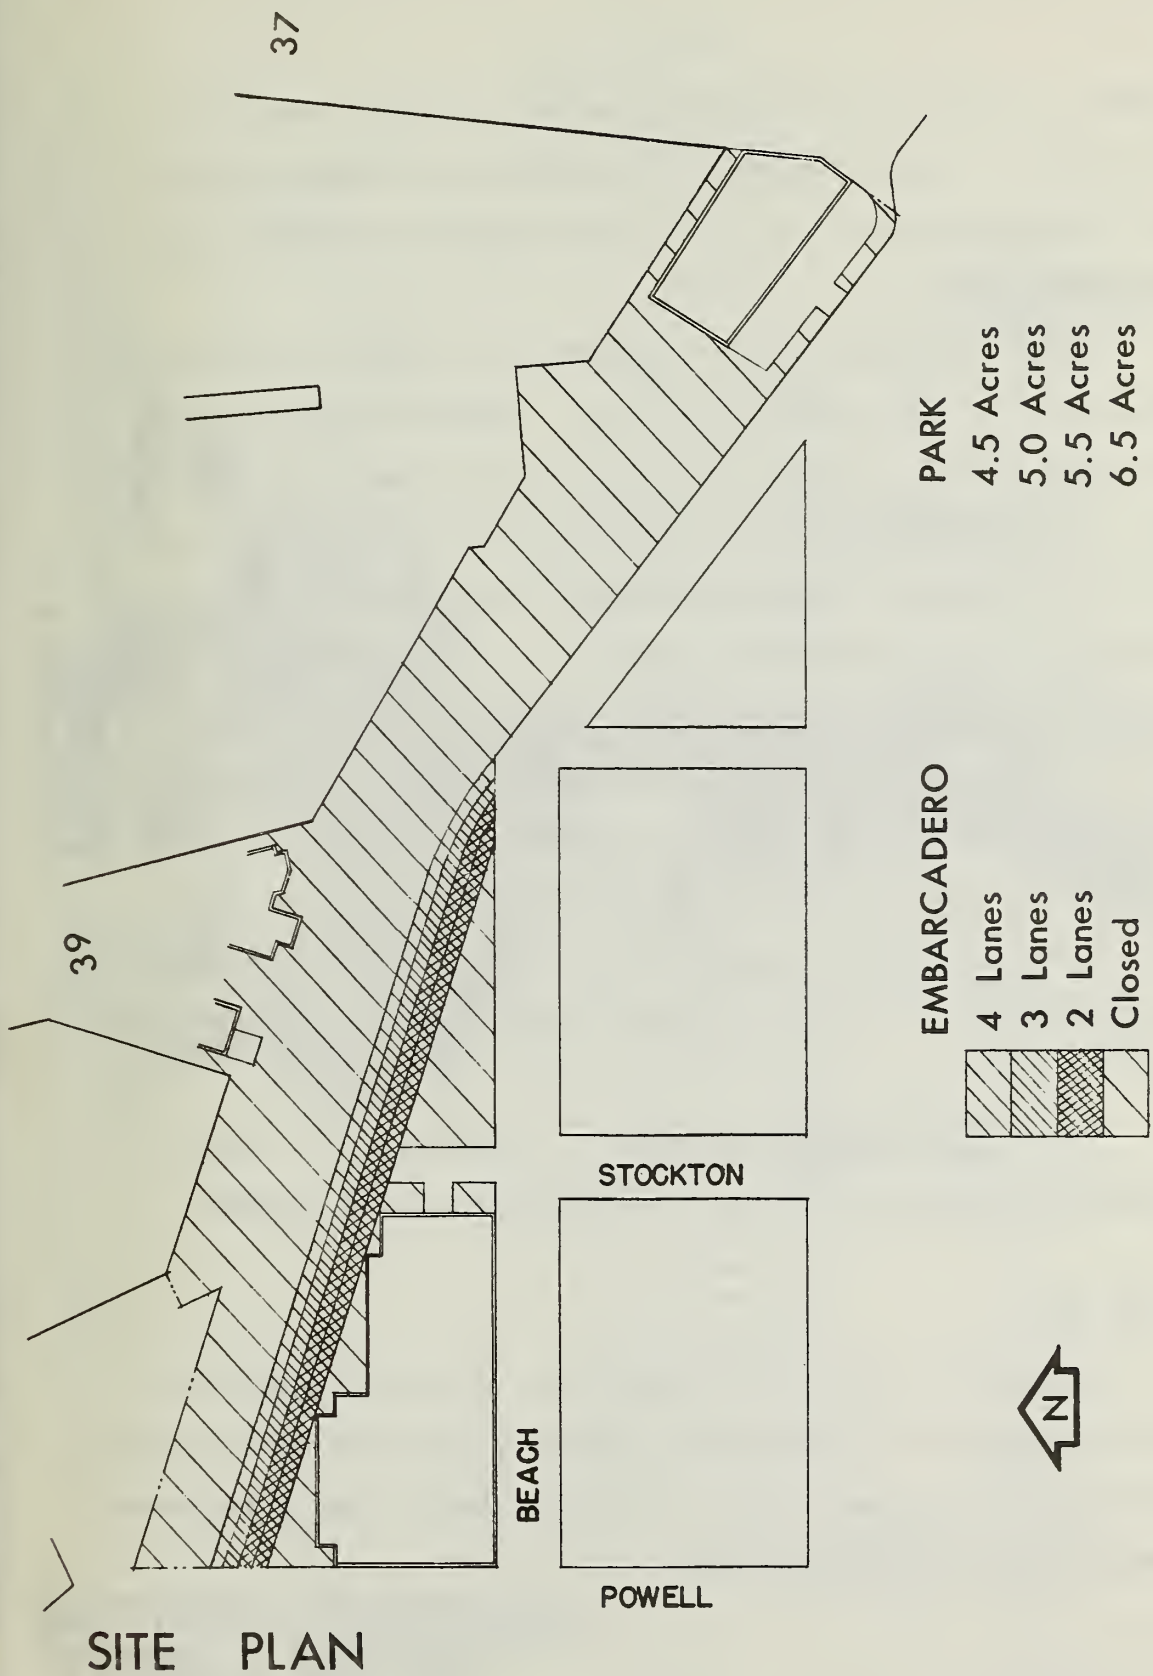 37
39
STOCKTON
BEACH
POWELL
N
EMBARCADERO PARK
4 Lanes 4.5 Acres
3 Lanes 5.0 Acres
2 Lanes 5.5 Acres
Closed 6.5 Acres
SITE PLAN